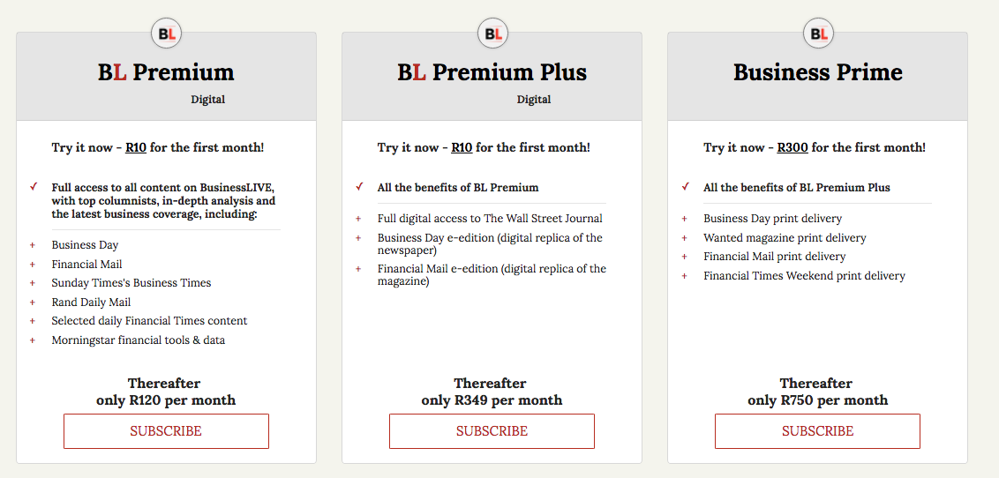 BL
BL Premium
Digital
Try it now - R10 for the first month!
✓ Full access to all content on BusinessLIVE,
with top columnists, in-depth analysis and
the latest business coverage, including:
+ Business Day
+ Financial Mail
+ Sunday Times's Business Times
+ Rand Daily Mail
+ Selected daily Financial Times content
+ Morningstar financial tools & data
Thereafter
only R120 per month
SUBSCRIBE
BL
BL Premium Plus
Digital
Try it now - R10 for the first month!
✓ All the benefits of BL Premium
+ Full digital access to The Wall Street Journal
+ Business Day e-edition (digital replica of the
newspaper)
+ Financial Mail e-edition (digital replica of the
magazine)
Thereafter
only R349 per month
SUBSCRIBE
BL
Business Prime
Try it now - R300 for the first month!
✓ All the benefits of BL Premium Plus
+ Business Day print delivery
+ Wanted magazine print delivery
+ Financial Mail print delivery
+ Financial Times Weekend print delivery
Thereafter
only R750 per month
SUBSCRIBE